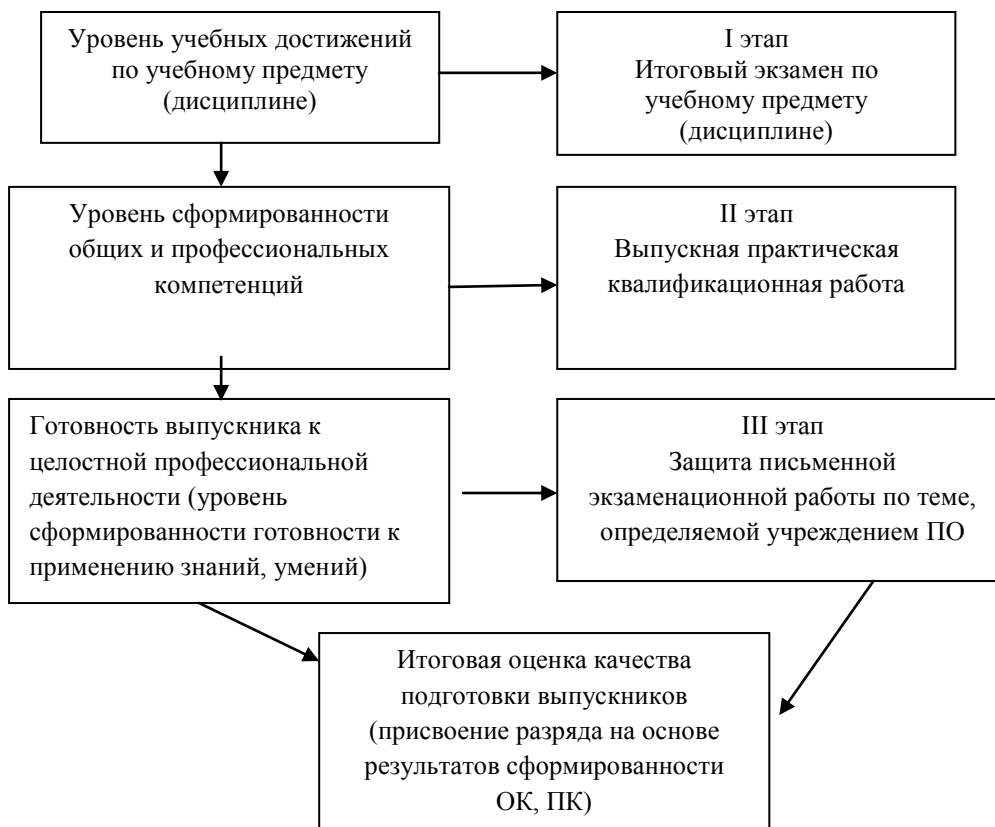 Уровень учебных достижений
по учебному предмету
(дисциплине)
I этап
Итоговый экзамен по
учебному предмету
(дисциплине)
Уровень сформированности
общих и профессиональных
компетенций
II этап
Выпускная практическая
квалификационная работа
Готовность выпускника к
целостной профессиональной
деятельности (уровень
сформированности готовности к
применению знаний, умений)
III этап
Защита письменной
экзаменационной работы по теме,
определяемой учреждением ПО
Итоговая оценка качества
подготовки выпускников
(присвоение разряда на основе
результатов сформированности
ОК, ПК)